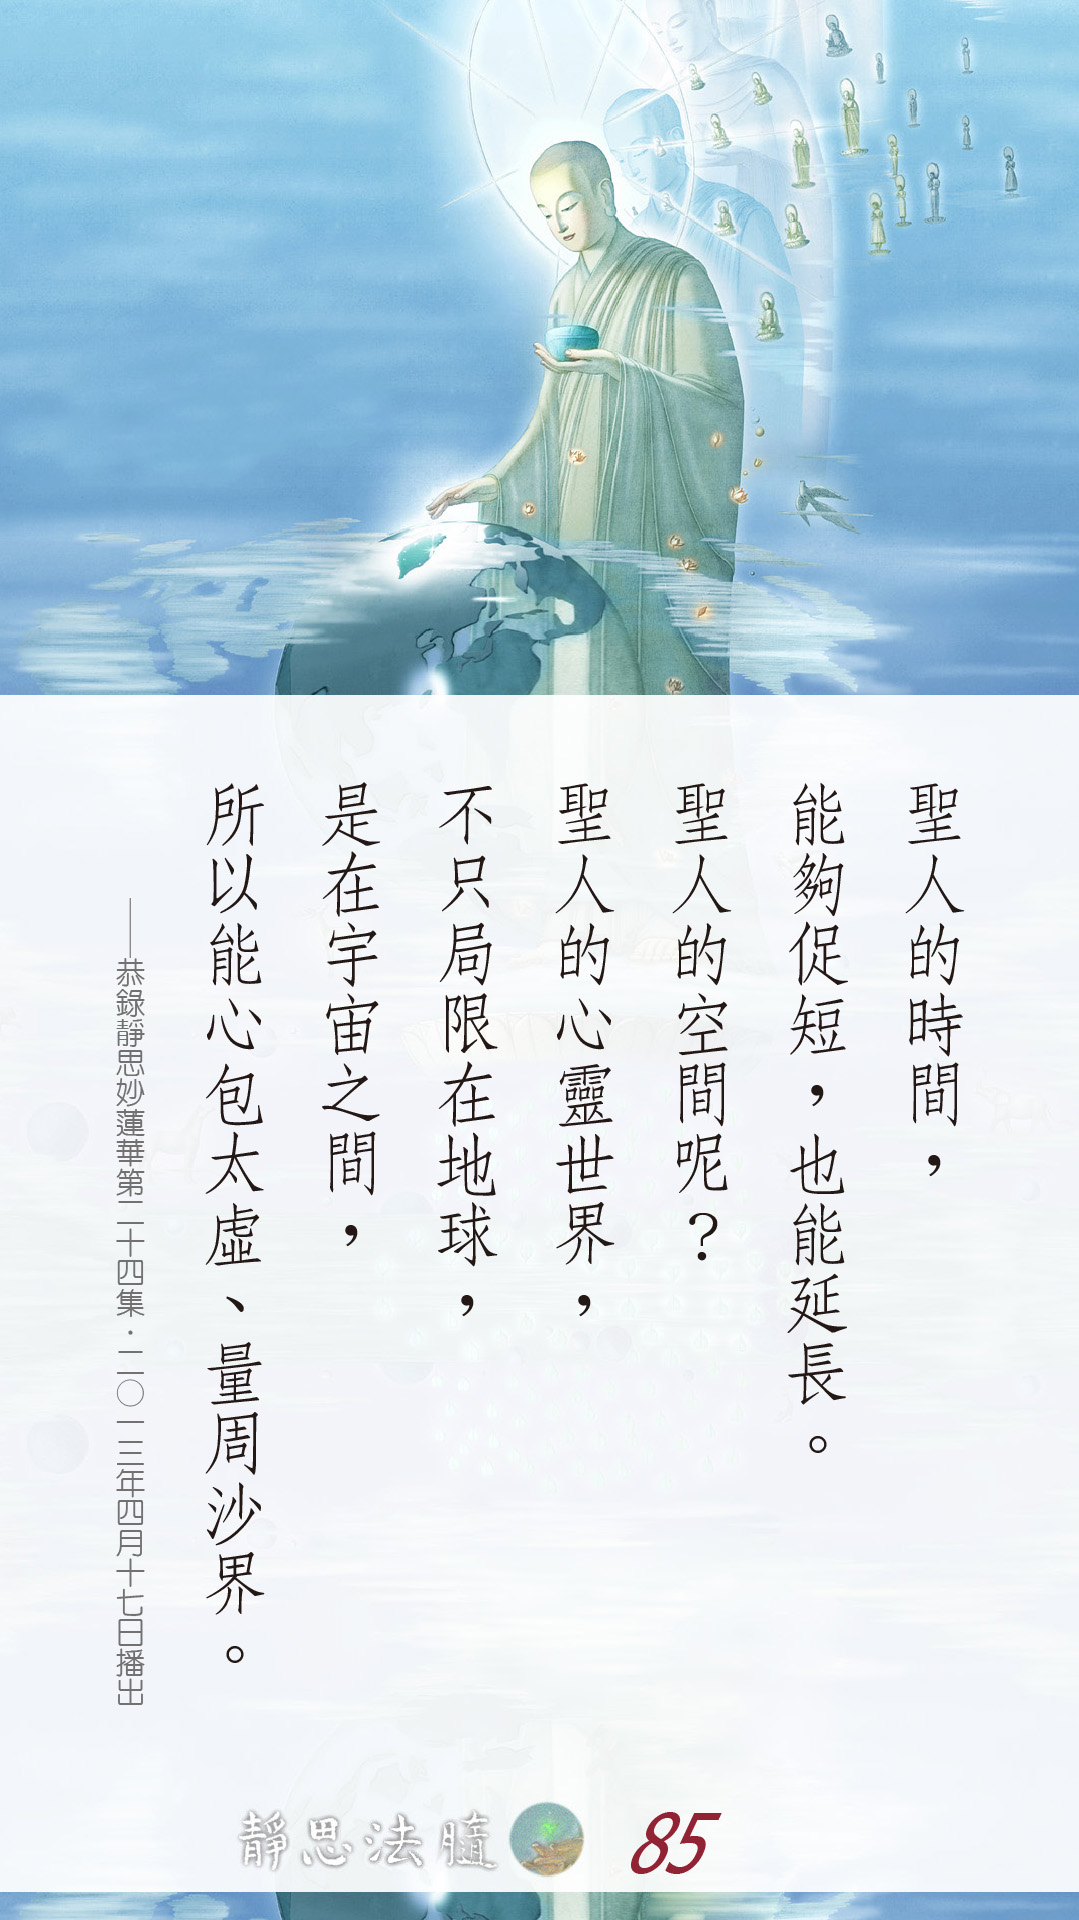 聖人的時間，
能夠促短，也能延長。
聖人的空間呢？
聖人的心靈世界，
不只局限在地球，
是在宇宙之間，
所以能心包太虛、量周沙界。
——恭錄靜思妙蓮華第二十四集．二〇一三年四月十七日播出
靜思法髓
85